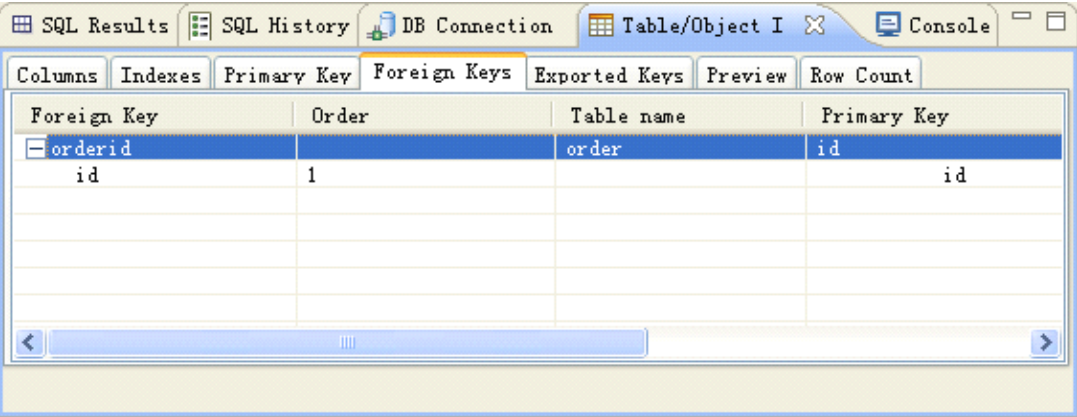 SQL Results SQL History DB Connection Table/Object I Console
Columns Indexes Primary Key Foreign Keys Exported Keys Preview Row Count
Foreign Key Order Table name Primary Key
orderid order id
id 1 id